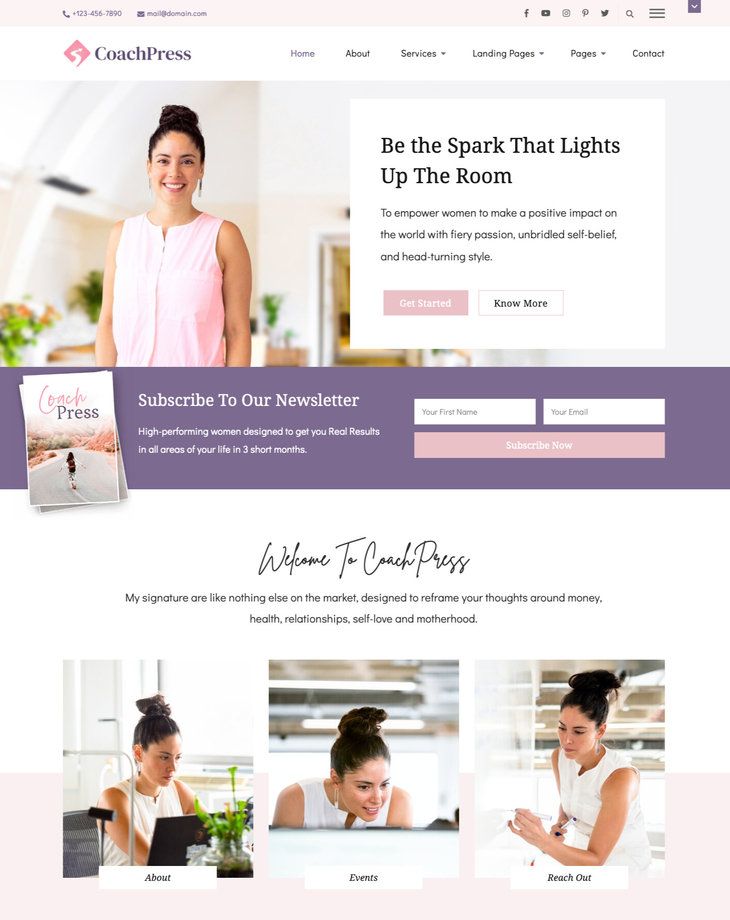 +123-456-7890 mail@domain.com
CoachPress
Home About Services Landing Pages Pages Contact
Be the Spark That Lights
Up The Room
To empower women to make a positive impact on
the world with fiery passion, unbridled self-belief,
and head-turning style.
Get Started Know More
Coach
Press
Subscribe To Our Newsletter
High-performing women designed to get you Real Results
in all areas of your life in 3 short months.
Your First Name Your Email
Subscribe Now
Welcome To CoachPress
My signature are like nothing else on the market, designed to reframe your thoughts around money,
health, relationships, self-love and motherhood.
About Events Reach Out